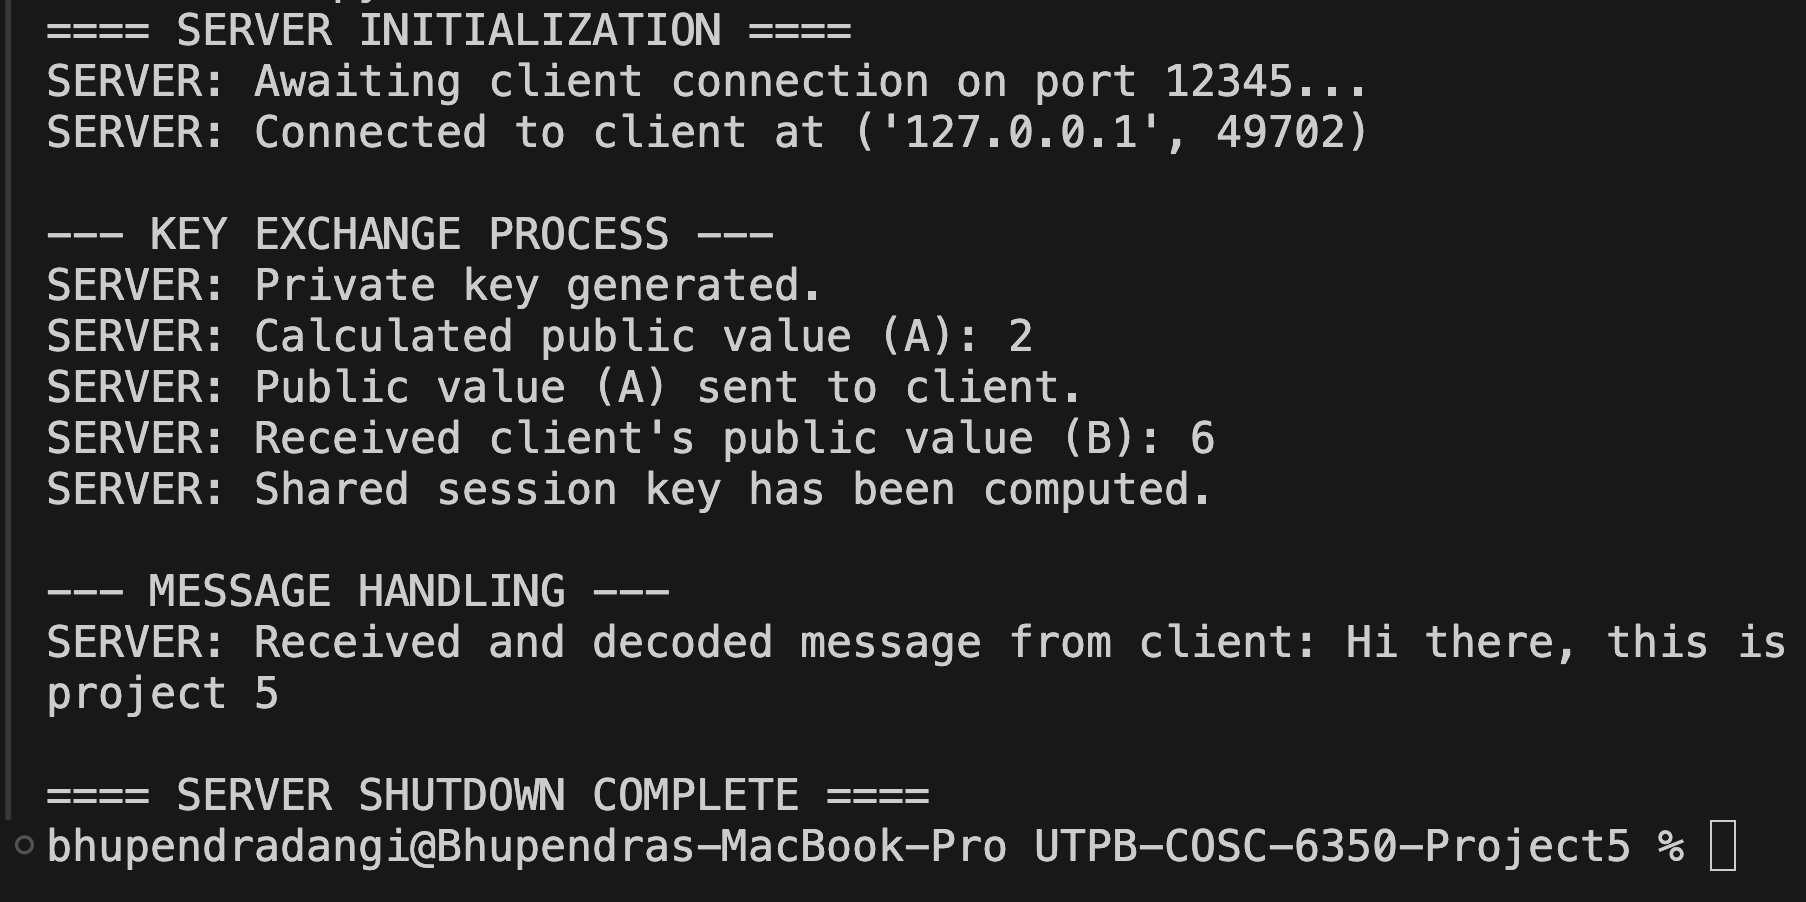 ==== SERVER INITIALIZATION ====
SERVER: Awaiting client connection on port 12345...
SERVER: Connected to client at ('127.0.0.1', 49702)
--- KEY EXCHANGE PROCESS ---
SERVER: Private key generated.
SERVER: Calculated public value (A): 2
SERVER: Public value (A) sent to client.
SERVER: Received client's public value (B): 6
SERVER: Shared session key has been computed.
--- MESSAGE HANDLING ---
SERVER: Received and decoded message from client: Hi there, this is
project 5
==== SERVER SHUTDOWN COMPLETE ====
bhupendradangi@Bhupendras-MacBook-Pro UTPB-COSC-6350-Project5 %